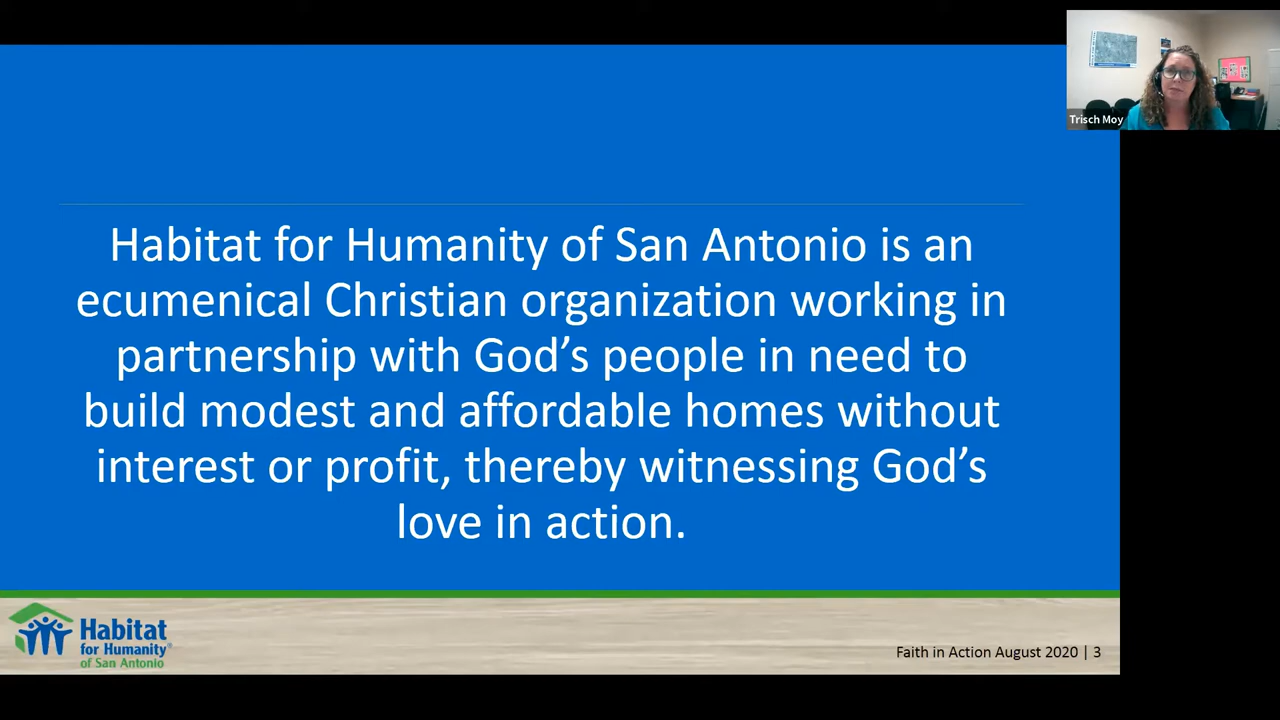 Trisch Moy
Habitat for Humanity of San Antonio is an
ecumenical Christian organization working in
partnership with God’s people in need to
build modest and affordable homes without
interest or profit, thereby witnessing God’s
love in action.
Habitat
for Humanity®
of San Antonio
Faith in Action August 2020 | 3